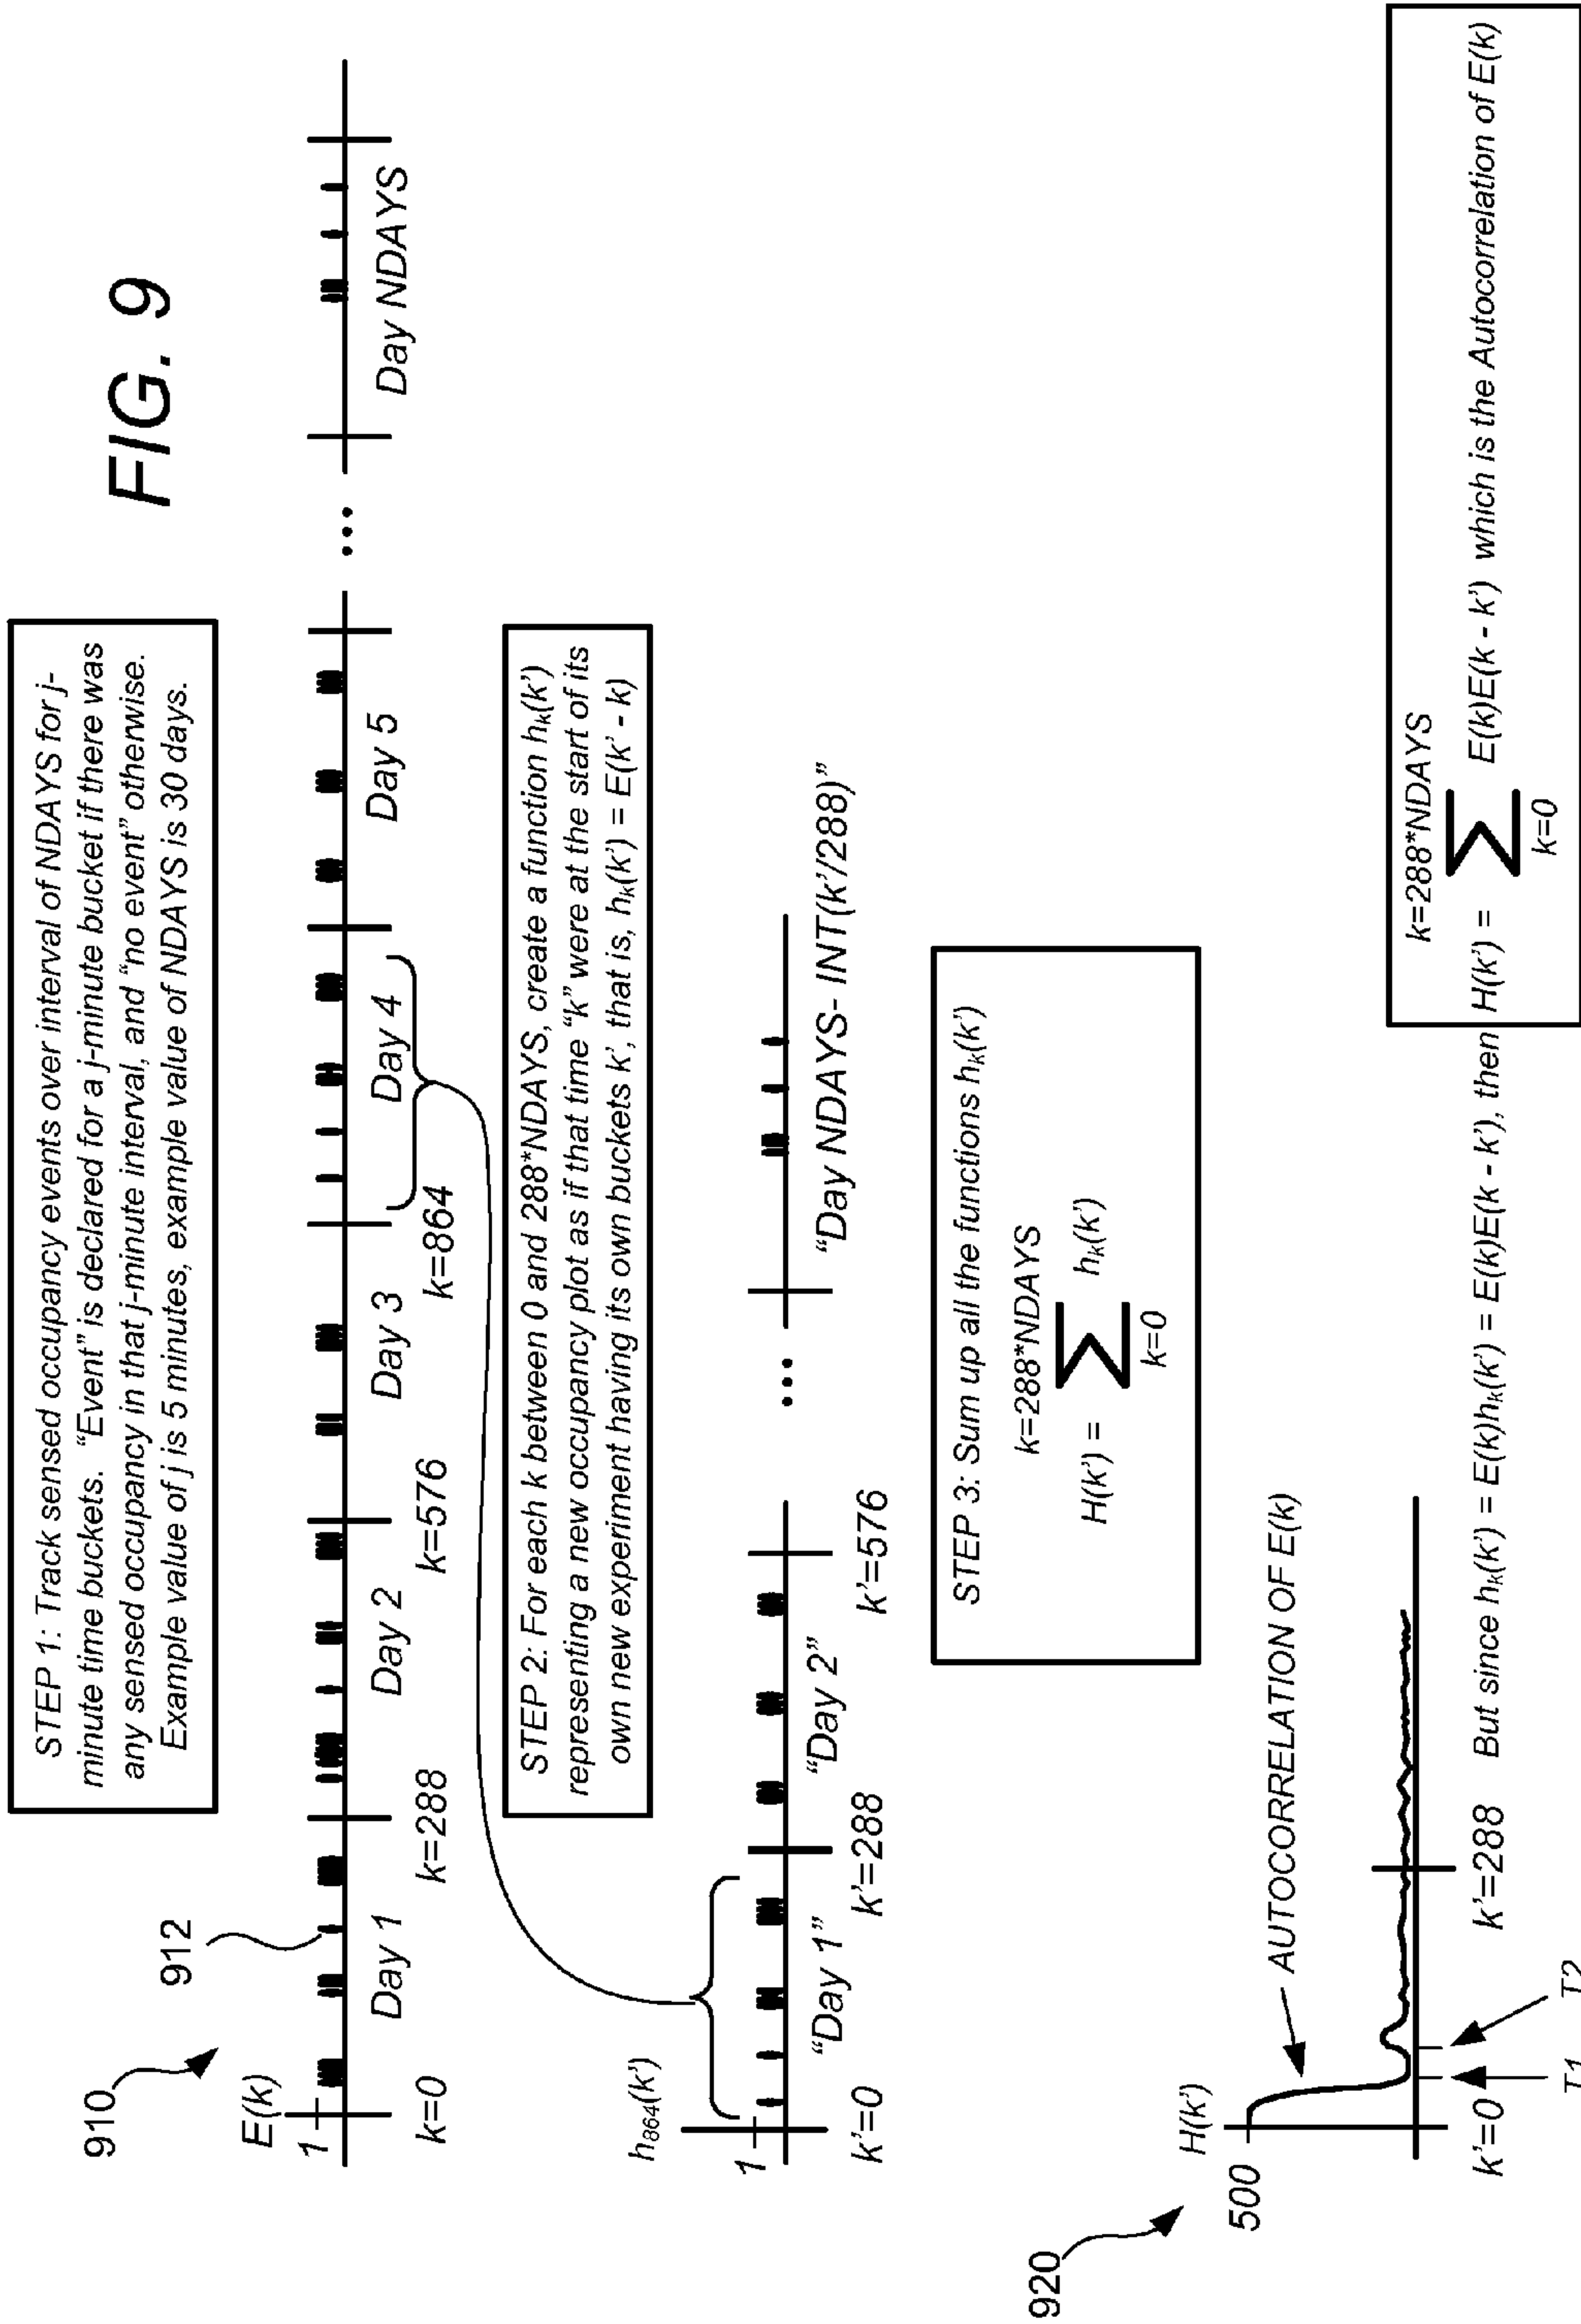 FIG. 9
STEP 1: Track sensed occupancy events over interval of NDAYS for j-
minute time buckets. “Event” is declared for a j-minute bucket if there was
any sensed occupancy in that j-minute interval, and “no event” otherwise.
Example value of j is 5 minutes, example value of NDAYS is 30 days.
910
912
E(k)
1
Day 1
Day 2
Day 3
Day 4
Day 5
...
Day NDAYS
k=0
k=288
k=576
k=864
STEP 2: For each k between 0 and 288*NDAYS, create a function hₖ(k’)
representing a new occupancy plot as if that time “k” were at the start of its
own new experiment having its own buckets k’, that is, hₖ(k’) = E(k’ - k)
h₈₆₄(k’)
1
“Day 1”
“Day 2”
...
“Day NDAYS- INT(k’/288)”
k’=0
k’=288
k’=576
STEP 3: Sum up all the functions hₖ(k’)
k=288*NDAYS
H(k’) = ∑ hₖ(k’)
k=0
920
H(k’)
500
AUTOCORRELATION OF E(k)
k’=0
k’=288
T1
T2
k=288*NDAYS
But since hₖ(k’) = E(k)hₖ(k’) = E(k)E(k - k’), then H(k’) = ∑ E(k)E(k - k’) which is the Autocorrelation of E(k)
k=0